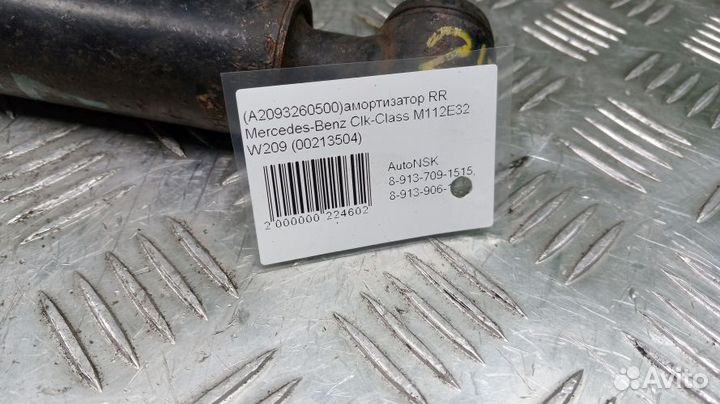 (A2093260500)амортизатор RR
Mercedes-Benz Clk-Class M112E32
W209 (00213504)
AutoNSK
8-913-709-1515,
8-913-906-
2 000000 224602
Avito